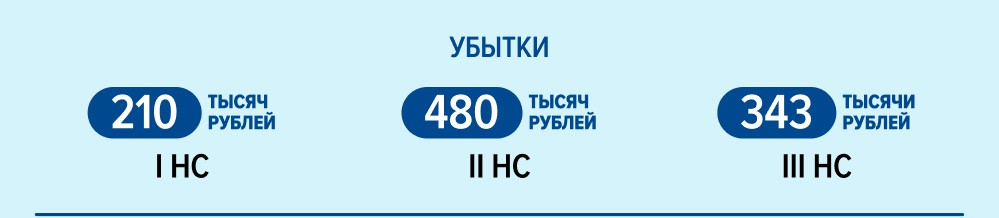 УБЫТКИ
210 ТЫСЯЧ РУБЛЕЙ
480 ТЫСЯЧ РУБЛЕЙ
343 ТЫСЯЧИ РУБЛЕЙ
I НС
II НС
III НС